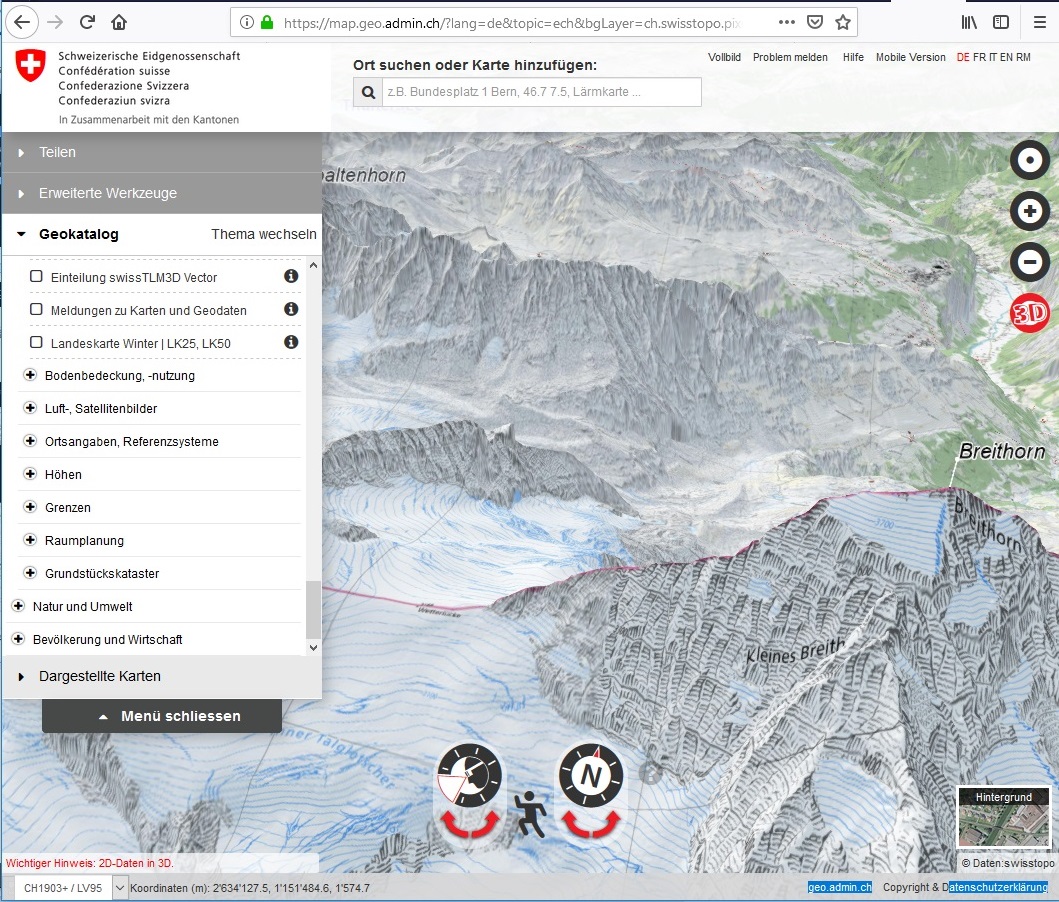 https://map.geo.admin.ch/?lang=de&topic=ech&bgLayer=ch.swisstopo.pix
Schweizerische Eidgenossenschaft
Confédération suisse
Confederazione Svizzera
Confederaziun svizra
In Zusammenarbeit mit den Kantonen
Ort suchen oder Karte hinzufügen:
z.B. Bundesplatz 1 Bern, 46.7 7.5, Lärmkarte ...
Vollbild Problem melden Hilfe Mobile Version DE FR IT EN RM
Teilen
Erweiterte Werkzeuge
Geokatalog Thema wechseln
Einteilung swissTLM3D Vector
Meldungen zu Karten und Geodaten
Landeskarte Winter | LK25, LK50
Bodenbedeckung, -nutzung
Luft-, Satellitenbilder
Ortsangaben, Referenzsysteme
Höhen
Grenzen
Raumplanung
Grundstückskataster
Natur und Umwelt
Bevölkerung und Wirtschaft
Dargestellte Karten
Menü schliessen
altenhorn
3D
Breithorn
Breithorn
3700
Kleines Breith
Wetterlücke
iner Talgletscher
N
Hintergrund
Wichtiger Hinweis: 2D-Daten in 3D.
© Daten:swisstopo
CH1903+ / LV95 Koordinaten (m): 2'634'127.5, 1'151'484.6, 1'574.7
geo.admin.ch Copyright & Datenschutzerklärung